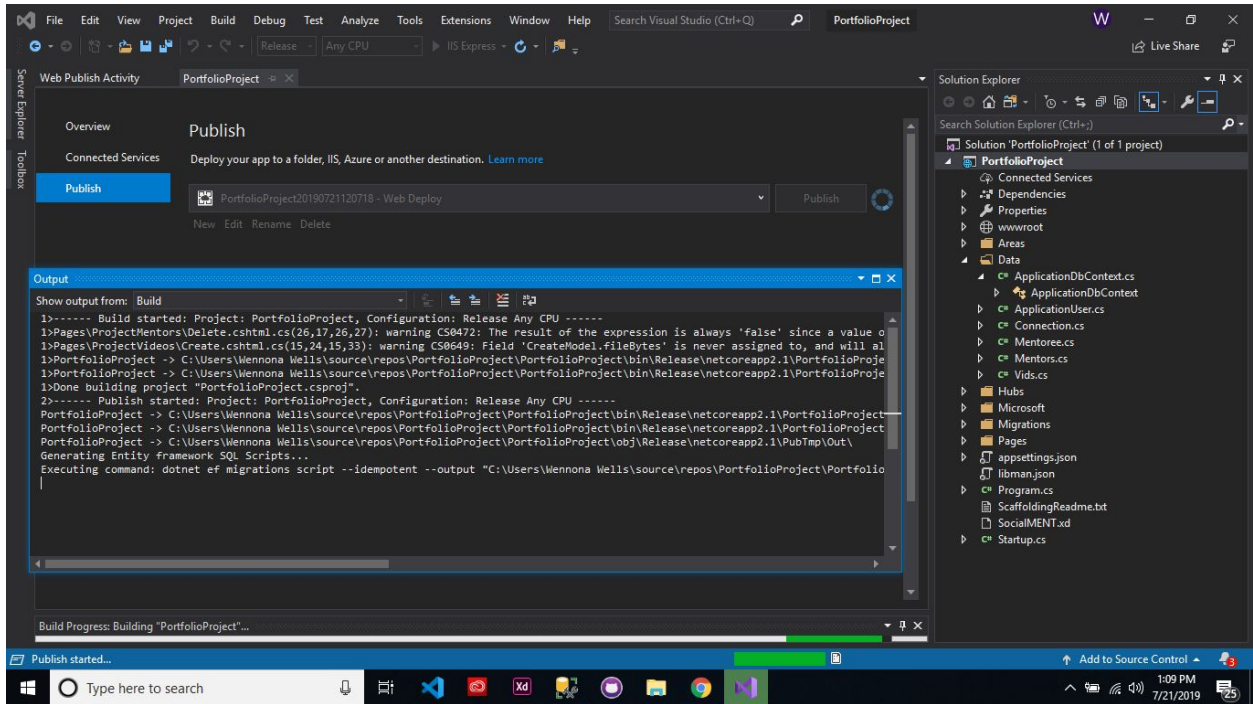 File Edit View Project Build Debug Test Analyze Tools Extensions Window Help Search Visual Studio (Ctrl+Q) PortfolioProject W
Release Any CPU IIS Express Live Share
Server Explorer
Toolbox
Web Publish Activity PortfolioProject
Overview
Connected Services
Publish
Publish
Deploy your app to a folder, IIS, Azure or another destination. Learn more
PortfolioProject20190721120718 - Web Deploy Publish
New Edit Rename Delete
Output
Show output from: Build
1>------ Build started: Project: PortfolioProject, Configuration: Release Any CPU ------
1>Pages\ProjectMentors\Delete.cshtml.cs(26,17,26,27): warning CS0472: The result of the expression is always 'false' since a value o
1>Pages\ProjectVideos\Create.cshtml.cs(15,24,15,33): warning CS0649: Field 'CreateModel.fileBytes' is never assigned to, and will al
1>PortfolioProject -> C:\Users\Wennona Wells\source\repos\PortfolioProject\PortfolioProject\bin\Release\netcoreapp2.1\PortfolioProje
1>PortfolioProject -> C:\Users\Wennona Wells\source\repos\PortfolioProject\PortfolioProject\bin\Release\netcoreapp2.1\PortfolioProje
1>Done building project "PortfolioProject.csproj".
2>------ Publish started: Project: PortfolioProject, Configuration: Release Any CPU ------
PortfolioProject -> C:\Users\Wennona Wells\source\repos\PortfolioProject\PortfolioProject\bin\Release\netcoreapp2.1\PortfolioProject
PortfolioProject -> C:\Users\Wennona Wells\source\repos\PortfolioProject\PortfolioProject\bin\Release\netcoreapp2.1\PortfolioProject
PortfolioProject -> C:\Users\Wennona Wells\source\repos\PortfolioProject\PortfolioProject\obj\Release\netcoreapp2.1\PubTmp\Out\
Generating Entity framework SQL Scripts...
Executing command: dotnet ef migrations script --idempotent --output "C:\Users\Wennona Wells\source\repos\PortfolioProject\Portfolio
Build Progress: Building "PortfolioProject"...
Solution Explorer
Search Solution Explorer (Ctrl+;)
Solution 'PortfolioProject' (1 of 1 project)
PortfolioProject
Connected Services
Dependencies
Properties
wwwroot
Areas
Data
C# ApplicationDbContext.cs
ApplicationDbContext
C# ApplicationUser.cs
C# Connection.cs
C# Mentoree.cs
C# Mentors.cs
C# Vids.cs
Hubs
Microsoft
Migrations
Pages
appsettings.json
libman.json
C# Program.cs
ScaffoldingReadme.txt
SocialMENT.xd
C# Startup.cs
Publish started... Add to Source Control 3
Type here to search Xd 1:09 PM
7/21/2019 25